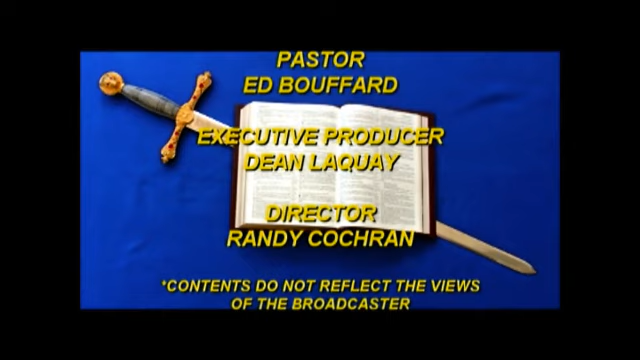 PASTOR
ED BOUFFARD
EXECUTIVE PRODUCER
DEAN LAQUAY
DIRECTOR
RANDY COCHRAN
*CONTENTS DO NOT REFLECT THE VIEWS
OF THE BROADCASTER